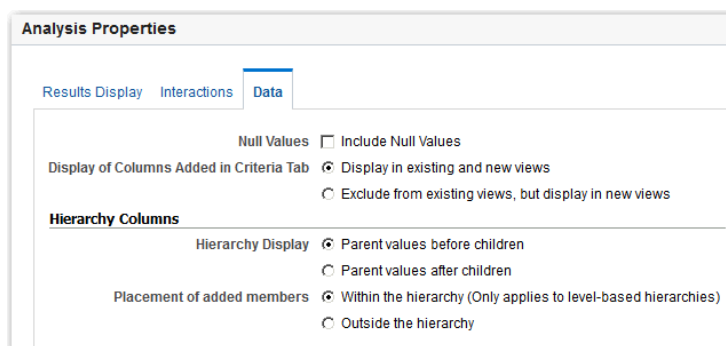 Analysis Properties
Results Display Interactions Data
Null Values Include Null Values
Display of Columns Added in Criteria Tab Display in existing and new views
Exclude from existing views, but display in new views
Hierarchy Columns
Hierarchy Display Parent values before children
Parent values after children
Placement of added members Within the hierarchy (Only applies to level-based hierarchies)
Outside the hierarchy